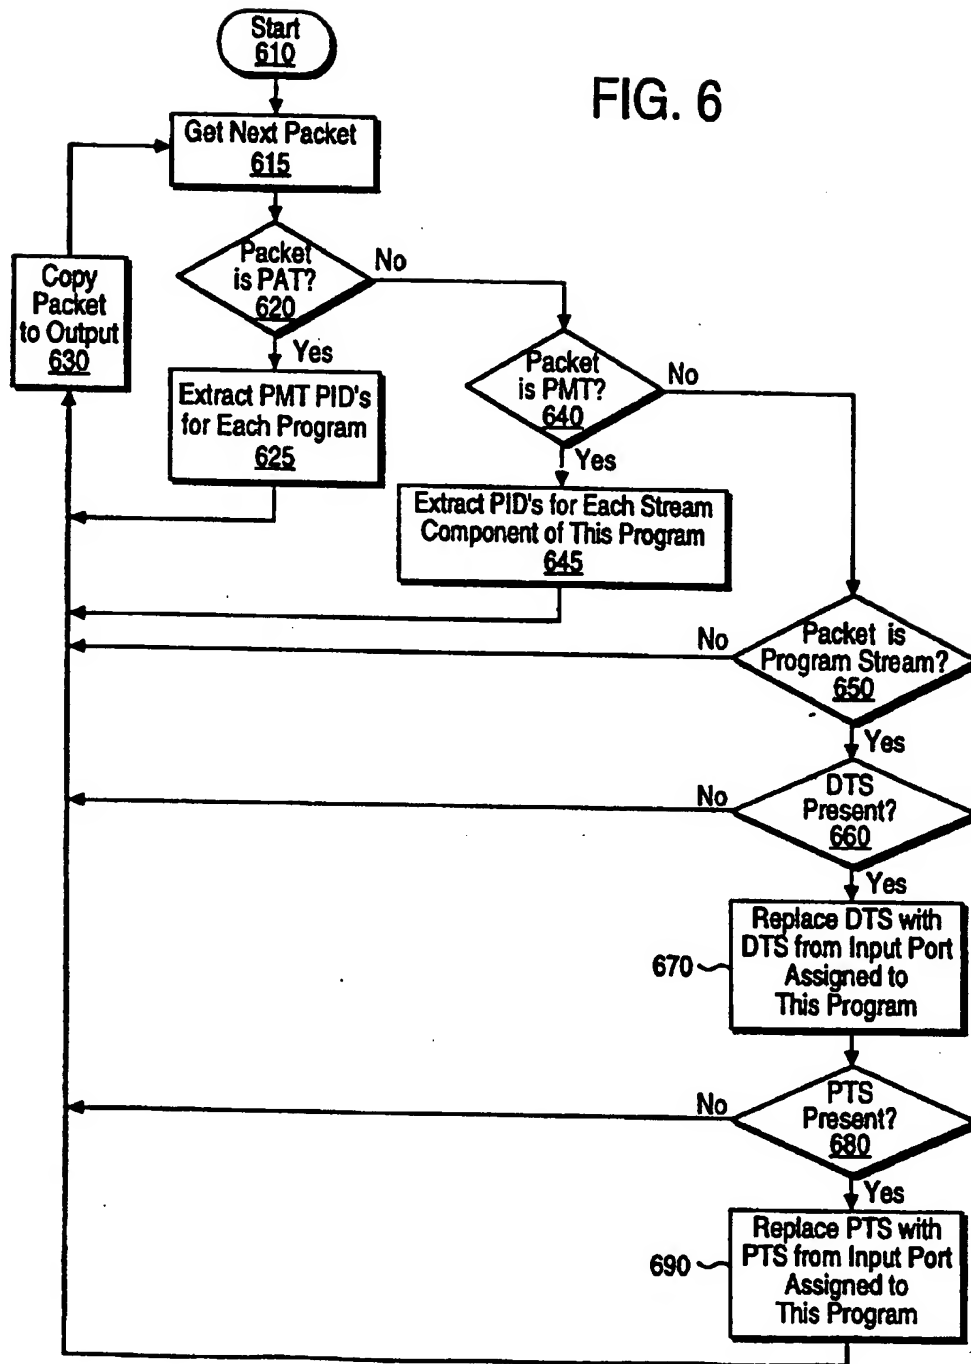 Start
610
FIG. 6
Get Next Packet
615
Packet
is PAT?
620
No
Yes
Copy
Packet
to Output
630
Extract PMT PID's
for Each Program
625
Packet
is PMT?
640
No
Yes
Extract PID's for Each Stream
Component of This Program
645
Packet is
Program Stream?
650
No
Yes
DTS
Present?
660
No
Yes
670
Replace DTS with
DTS from Input Port
Assigned to
This Program
PTS
Present?
680
No
Yes
690
Replace PTS with
PTS from Input Port
Assigned to
This Program